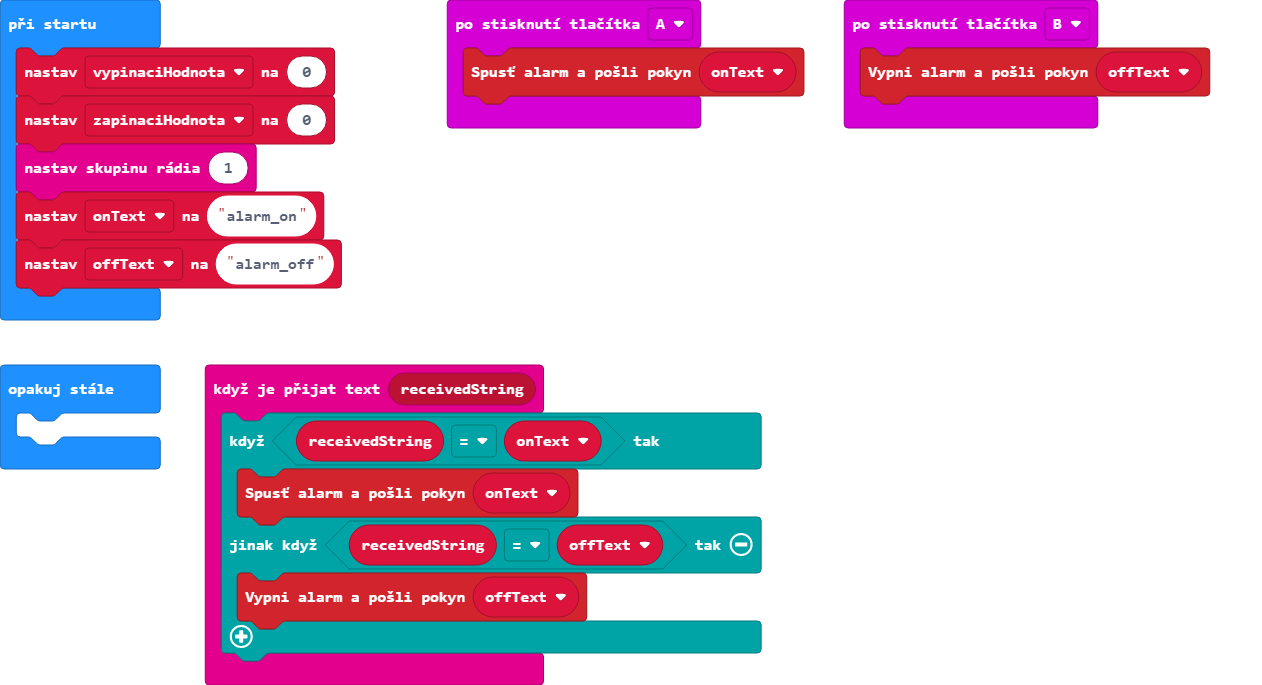 při startu
nastav vypinaciHodnota na 0
nastav zapinaciHodnota na 0
nastav skupinu rádia 1
nastav onText na "alarm_on"
nastav offText na "alarm_off"
po stisknutí tlačítka A
Spusť alarm a pošli pokyn onText
po stisknutí tlačítka B
Vypni alarm a pošli pokyn offText
opakuj stále
když je přijat text receivedString
když receivedString = onText tak
Spusť alarm a pošli pokyn onText
jinak když receivedString = offText tak
Vypni alarm a pošli pokyn offText